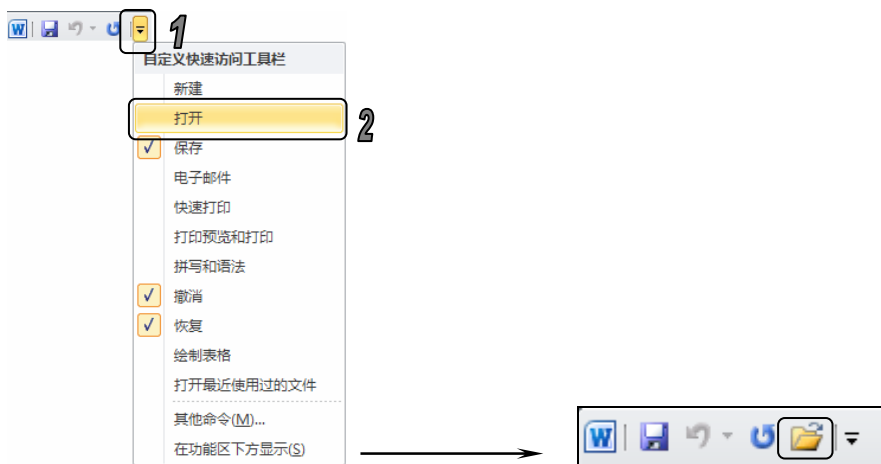 1
自定义快速访问工具栏
新建
打开
2
保存
电子邮件
快速打印
打印预览和打印
拼写和语法
撤消
恢复
绘制表格
打开最近使用过的文件
其他命令(M)...
在功能区下方显示(S)